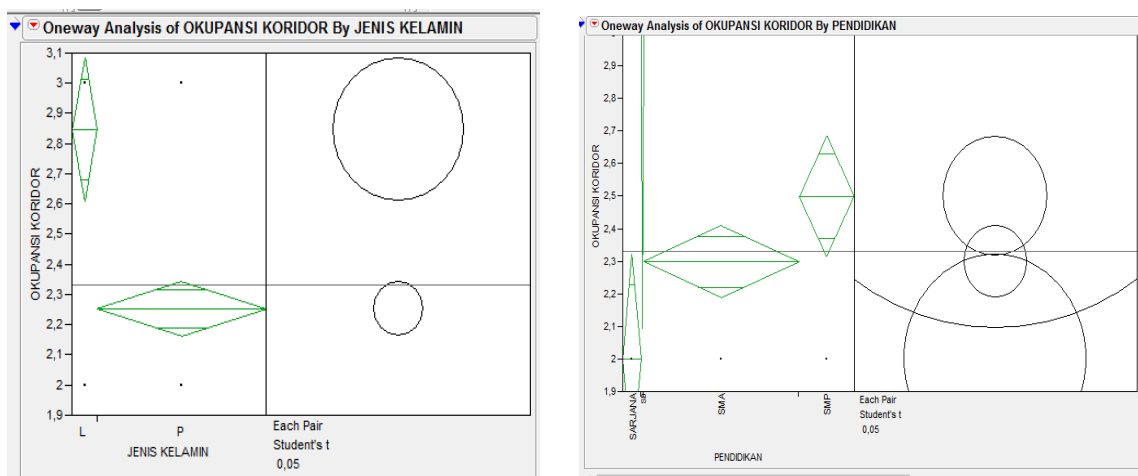 Oneway Analysis of OKUPANSI KORIDOR By JENIS KELAMIN
3,1
3
2,9
2,8
2,7
2,6
2,5
2,4
2,3
2,2
2,1
2
1,9
OKUPANSI KORIDOR
L
P
JENIS KELAMIN
Each Pair
Student's t
0,05
Oneway Analysis of OKUPANSI KORIDOR By PENDIDIKAN
2,9
2,8
2,7
2,6
2,5
2,4
2,3
2,2
2,1
2
1,9
OKUPANSI KORIDOR
SARJANA
SMA
SMP
PENDIDIKAN
Each Pair
Student's t
0,05